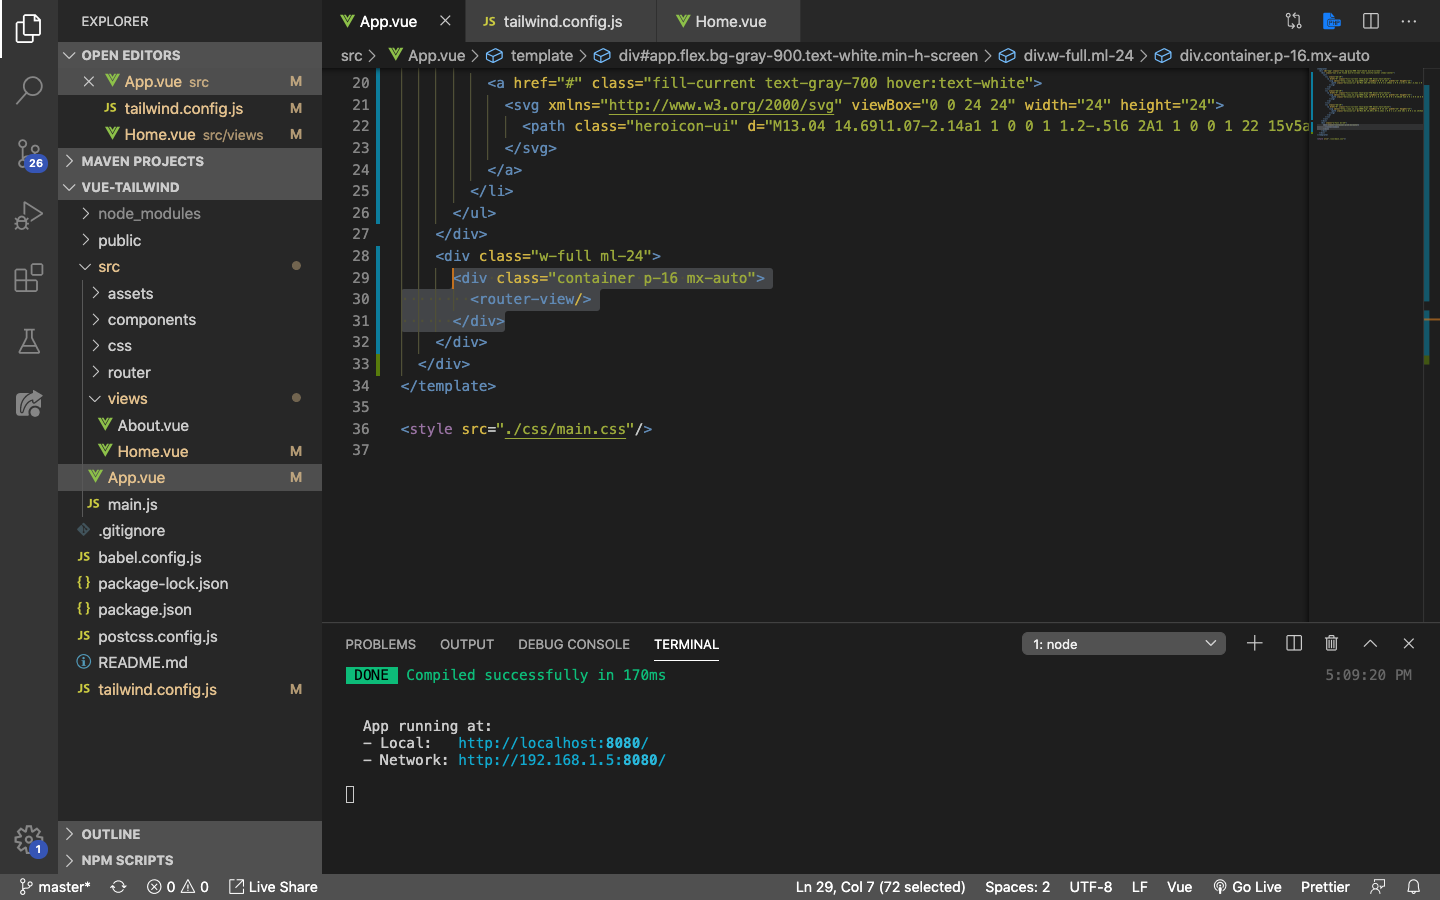 EXPLORER
OPEN EDITORS
App.vue src M
JS tailwind.config.js M
Home.vue src/views M
MAVEN PROJECTS
VUE-TAILWIND
node_modules
public
src
assets
components
css
router
views
About.vue
Home.vue M
App.vue M
JS main.js
.gitignore
JS babel.config.js
{} package-lock.json
{} package.json
JS postcss.config.js
README.md
JS tailwind.config.js M
OUTLINE
NPM SCRIPTS
26
1
App.vue
JS tailwind.config.js
Home.vue
src > App.vue > template > div#app.flex.bg-gray-900.text-white.min-h-screen > div.w-full.ml-24 > div.container.p-16.mx-auto
20 <a href="#" class="fill-current text-gray-700 hover:text-white">
21 <svg xmlns="http://www.w3.org/2000/svg" viewBox="0 0 24 24" width="24" height="24">
22 <path class="heroicon-ui" d="M13.04 14.69l1.07-2.14a1 1 0 0 1 1.2-.5l6 2A1 1 0 0 1 22 15v5a
23 </svg>
24 </a>
25 </li>
26 </ul>
27 </div>
28 <div class="w-full ml-24">
29 <div class="container p-16 mx-auto">
30 <router-view/>
31 </div>
32 </div>
33 </div>
34 </template>
35
36 <style src="./css/main.css"/>
37
PROBLEMS OUTPUT DEBUG CONSOLE TERMINAL 1: node
DONE Compiled successfully in 170ms 5:09:20 PM
App running at:
- Local: http://localhost:8080/
- Network: http://192.168.1.5:8080/
master* 0 0 Live Share Ln 29, Col 7 (72 selected) Spaces: 2 UTF-8 LF Vue Go Live Prettier